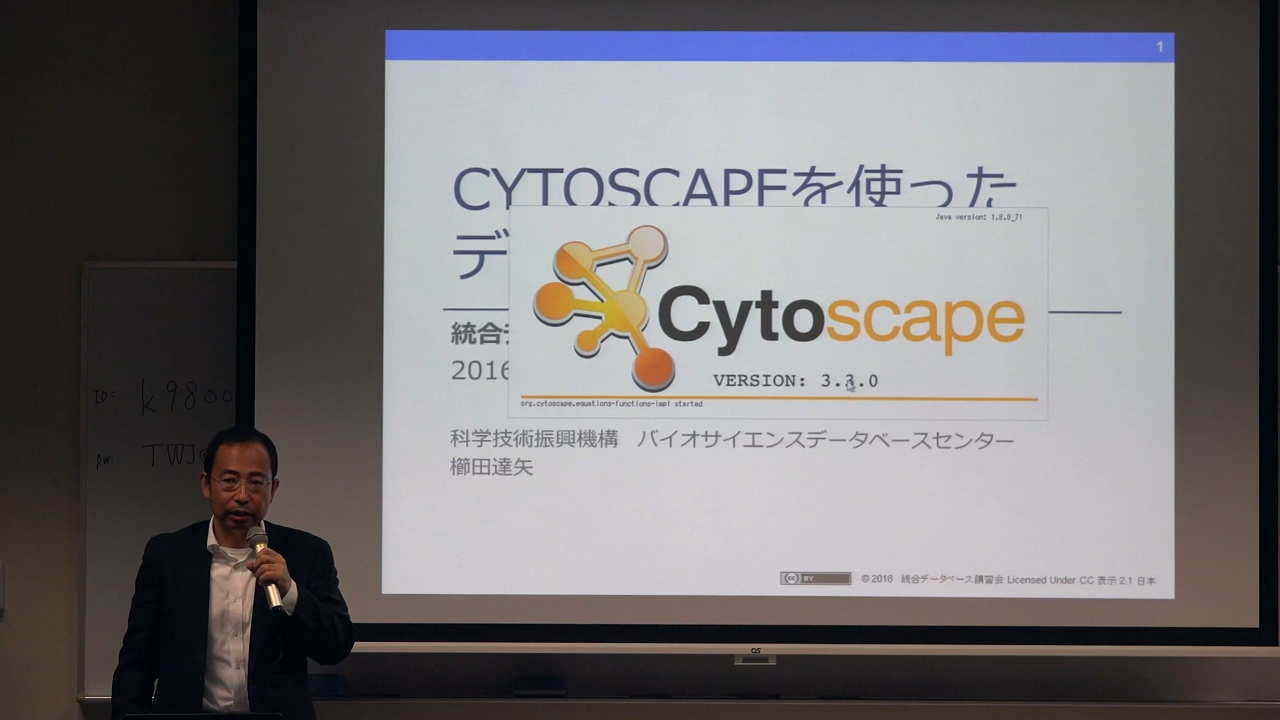 1
CYTOSCAPEを使った
デ
Java version: 1.8.0_71
Cytoscape
VERSION: 3.3.0
org.cytoscape.equations-functions-impl started
統合
2016
科学技術振興機構 バイオサイエンスデータベースセンター
櫛田達矢
cc BY
© 2016 統合データベース講習会 Licensed Under CC 表示 2.1 日本
ID: k9800
pw: TWJ
OS